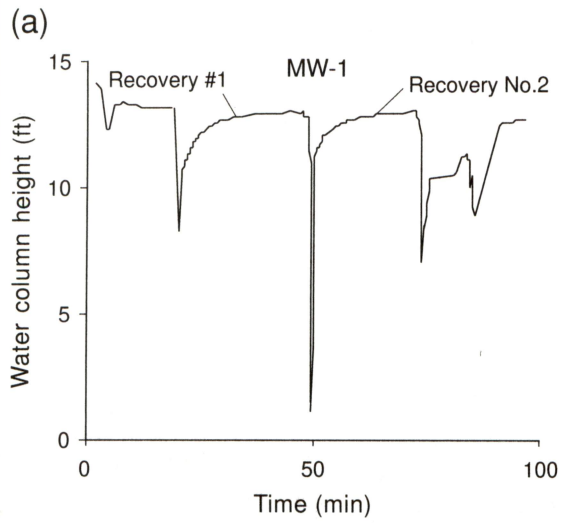 (a)
MW-1
Recovery #1
Recovery No.2
Water column height (ft)
15
10
5
0
0
50
100
Time (min)